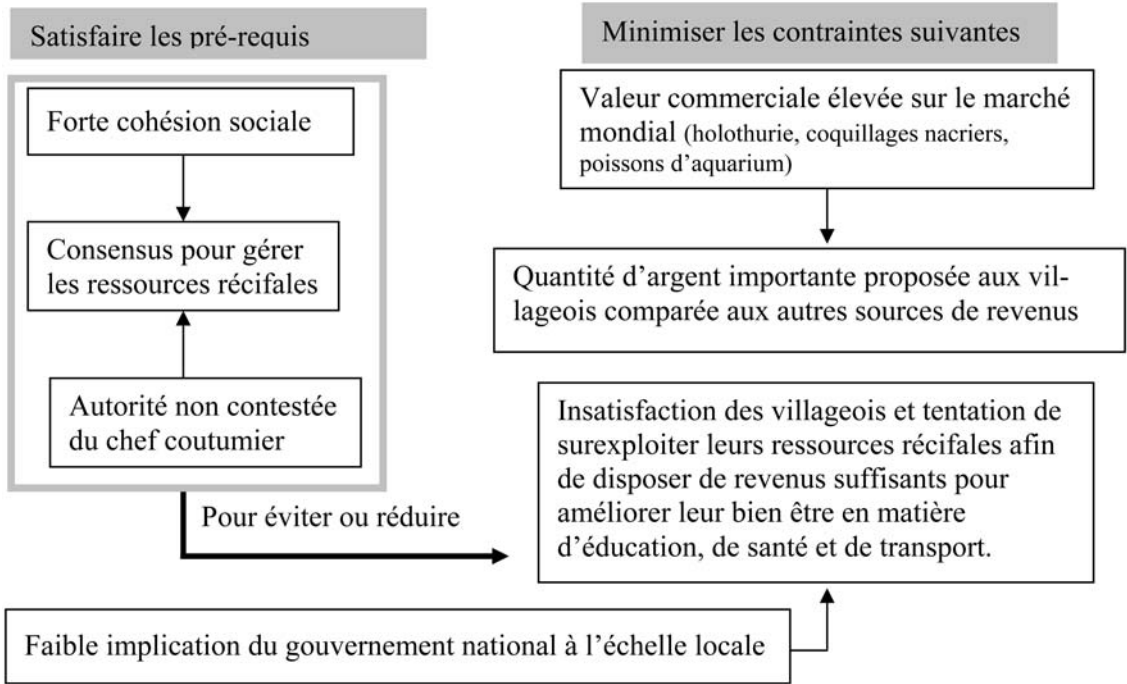 Satisfaire les pré-requis
Forte cohésion sociale
Consensus pour gérer
les ressources récifales
Autorité non contestée
du chef coutumier
Pour éviter ou réduire
Minimiser les contraintes suivantes
Valeur commerciale élevée sur le marché
mondial (holothurie, coquillages nacriers,
poissons d’aquarium)
Quantité d’argent importante proposée aux vil-
lageois comparée aux autres sources de revenus
Insatisfaction des villageois et tentation de
surexploiter leurs ressources récifales afin
de disposer de revenus suffisants pour
améliorer leur bien être en matière
d’éducation, de santé et de transport.
Faible implication du gouvernement national à l’échelle locale